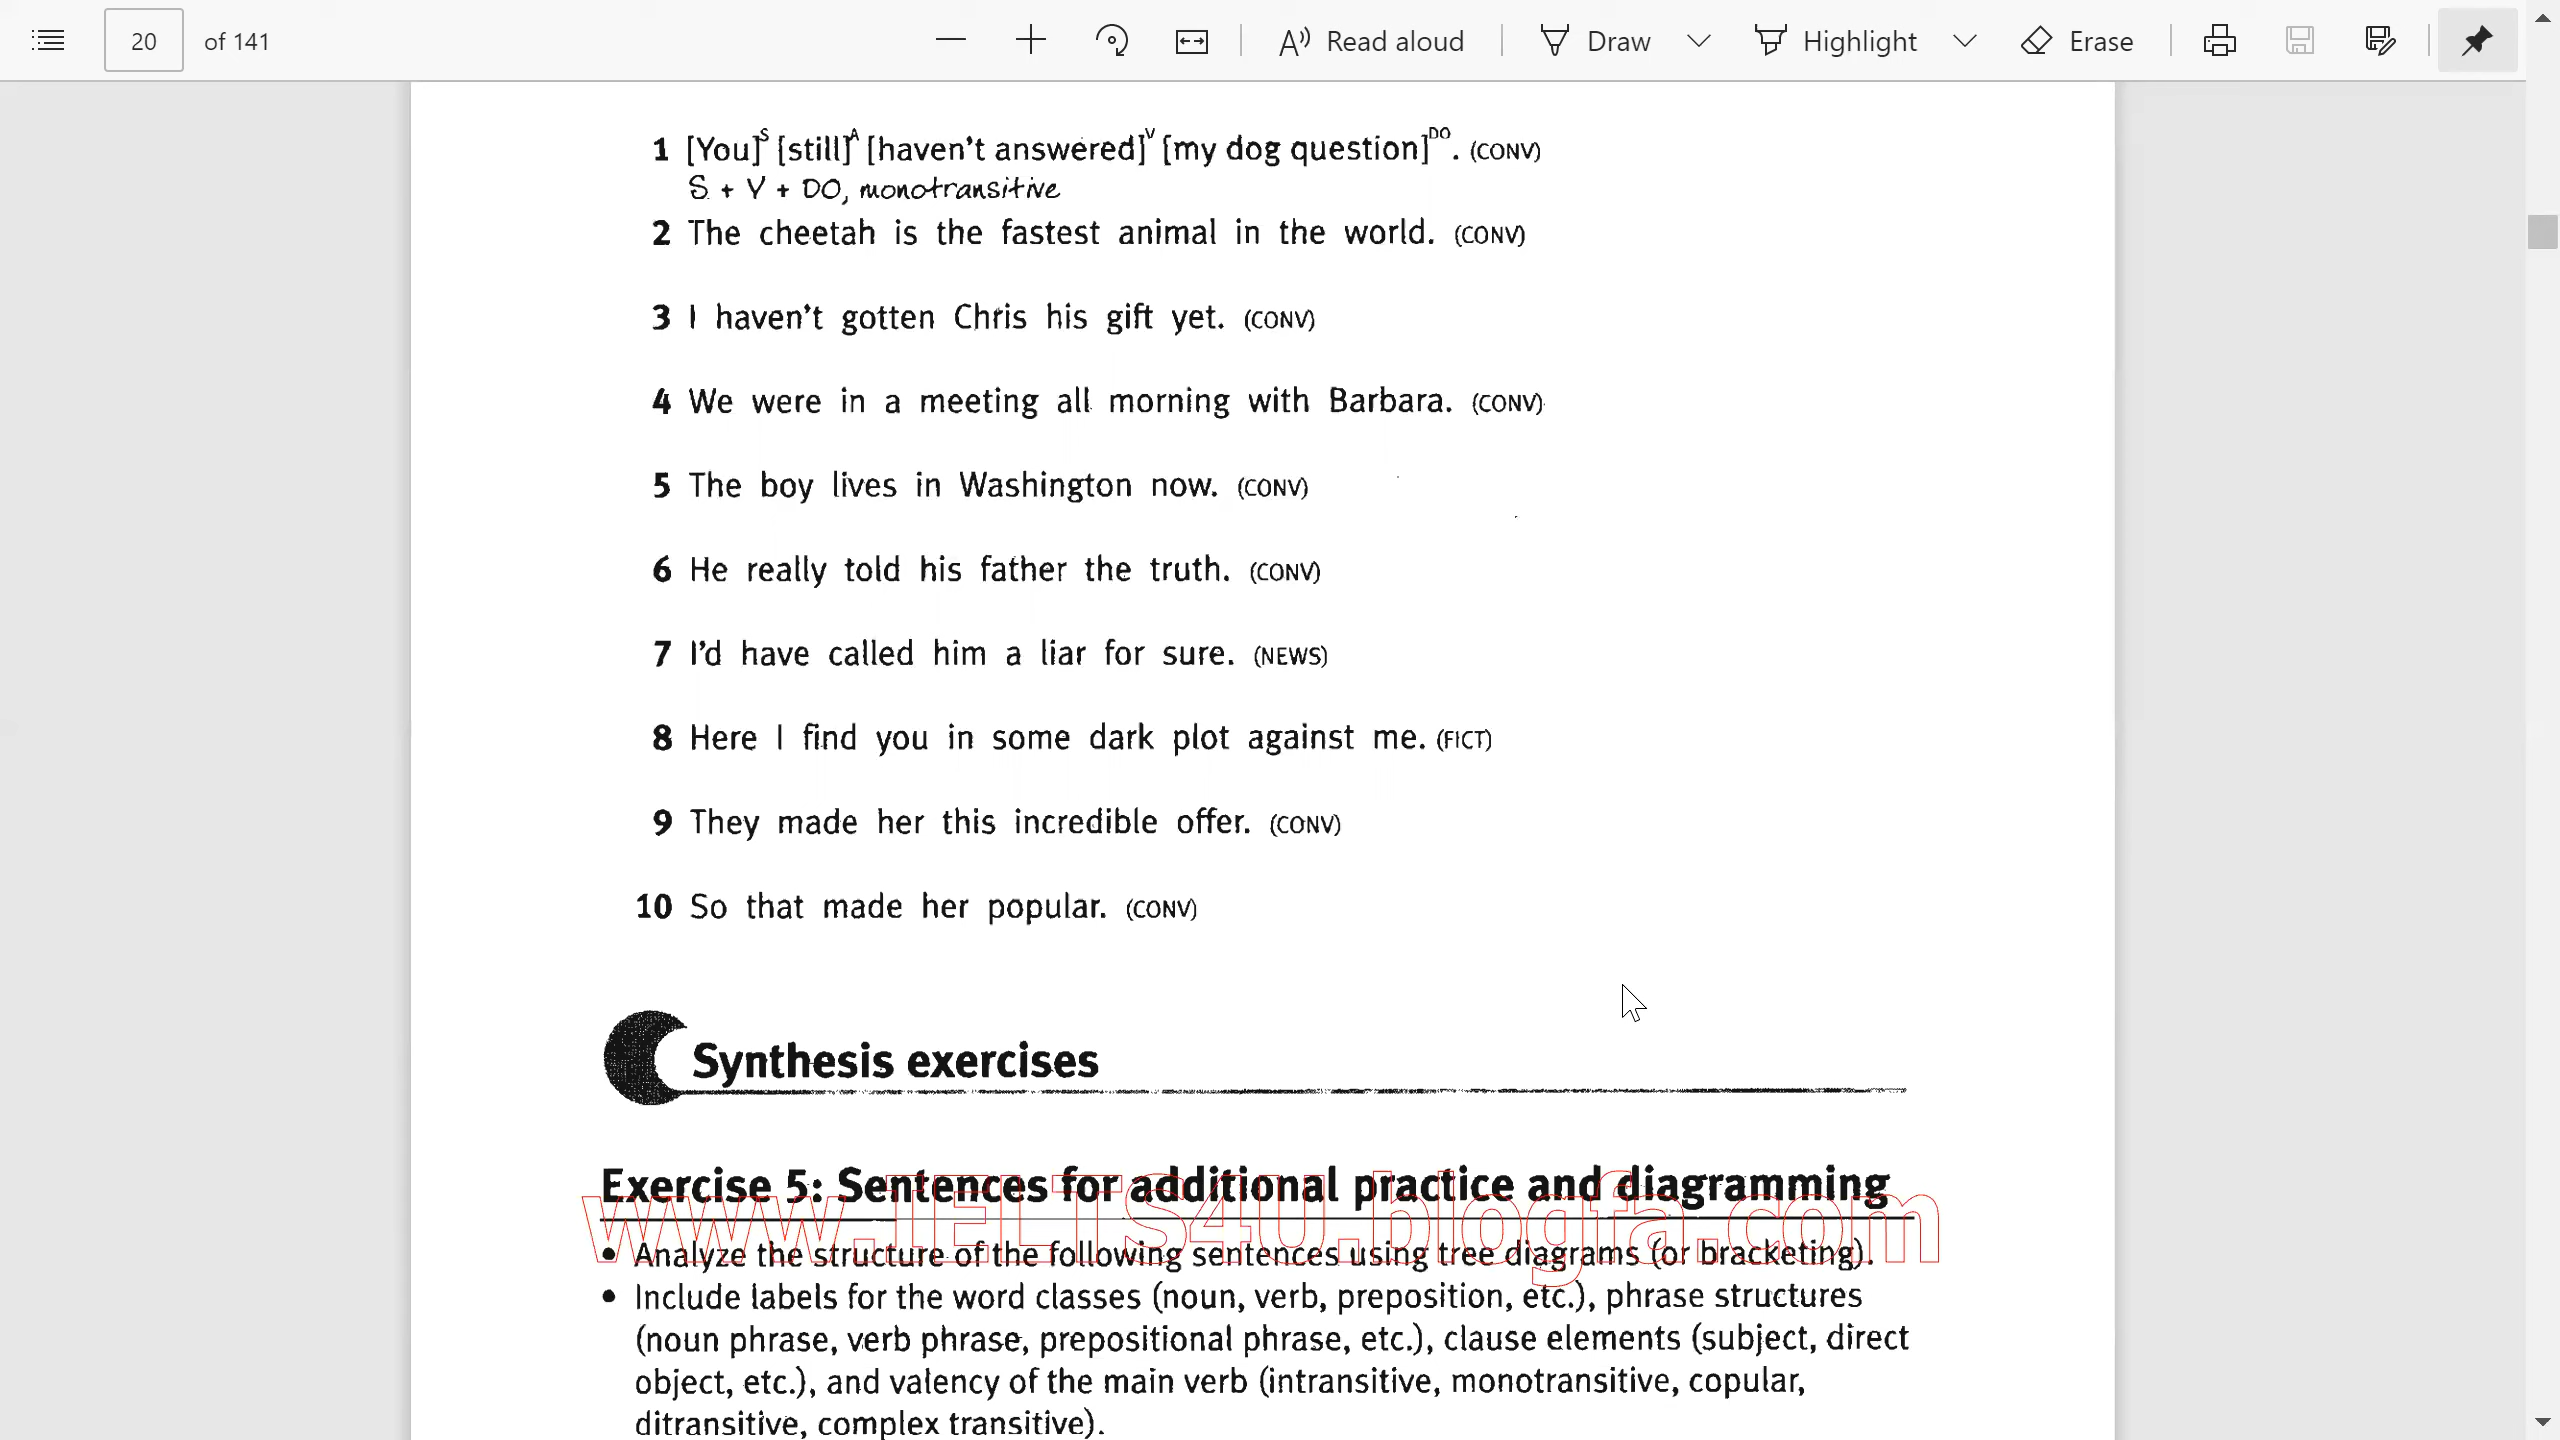 20 of 141 Read aloud Draw Highlight Erase
1 [You]S [still]A [haven't answered]V [my dog question]DO. (CONV)
S + V + DO, monotransitive
2 The cheetah is the fastest animal in the world. (CONV)
3 I haven't gotten Chris his gift yet. (CONV)
4 We were in a meeting all morning with Barbara. (CONV)
5 The boy lives in Washington now. (CONV)
6 He really told his father the truth. (CONV)
7 I'd have called him a liar for sure. (NEWS)
8 Here I find you in some dark plot against me. (FICT)
9 They made her this incredible offer. (CONV)
10 So that made her popular. (CONV)
Synthesis exercises
Exercise 5: Sentences for additional practice and diagramming
www.IELTS4U.blogfa.com
• Analyze the structure of the following sentences using tree diagrams (or bracketing).
• Include labels for the word classes (noun, verb, preposition, etc.), phrase structures
(noun phrase, verb phrase, prepositional phrase, etc.), clause elements (subject, direct
object, etc.), and valency of the main verb (intransitive, monotransitive, copular,
ditransitive, complex transitive).